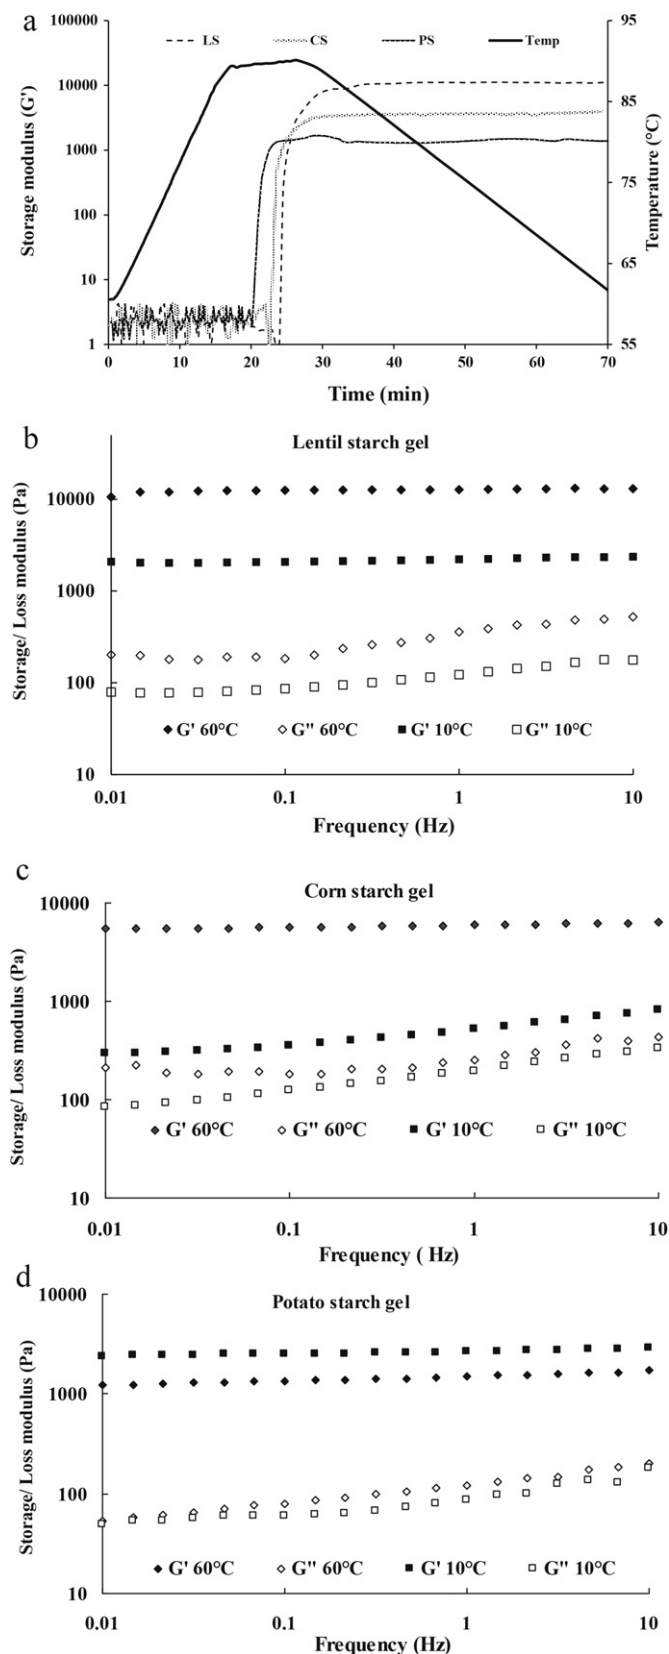 a
LS CS PS Temp
100000 95
10000 85
1000 75
100
10 65
1 55
0 10 20 30 40 50 60 70
Storage modulus (G')
Temperature (°C)
Time (min)
b
Lentil starch gel
10000
1000
100
10
G' 60°C G'' 60°C G' 10°C G'' 10°C
0.01 0.1 1 10
Storage/ Loss modulus (Pa)
Frequency (Hz)
c
Corn starch gel
10000
1000
100
10
G' 60°C G'' 60°C G' 10°C G'' 10°C
0.01 0.1 1 10
Storage/ Loss modulus (Pa)
Frequency ( Hz)
d
Potato starch gel
10000
1000
100
10
G' 60°C G'' 60°C G' 10°C G'' 10°C
0.01 0.1 1 10
Storage/ Loss modulus (Pa)
Frequency (Hz)